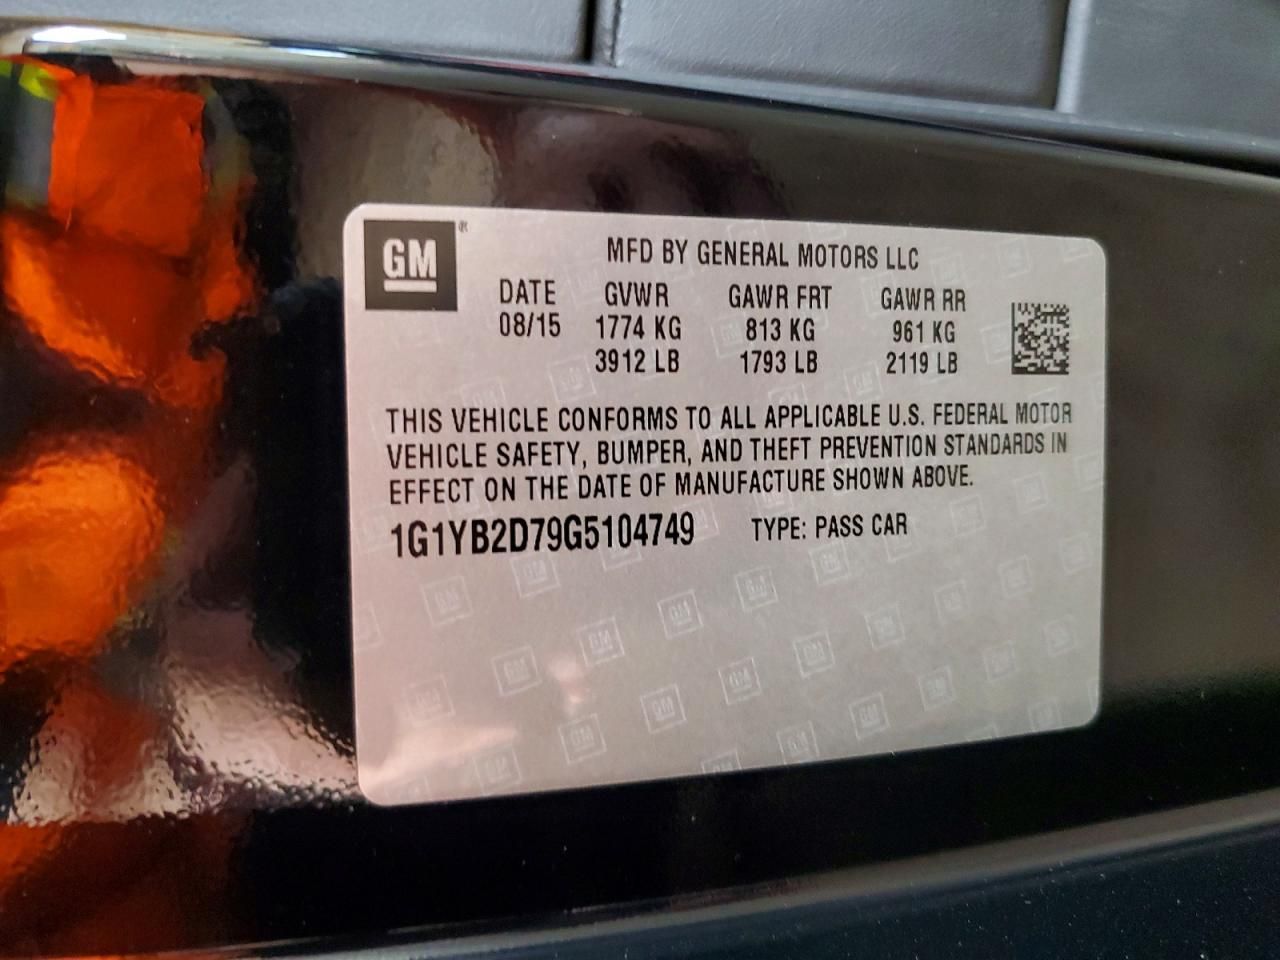 GM®
MFD BY GENERAL MOTORS LLC
DATE GVWR GAWR FRT GAWR RR
08/15 1774 KG 813 KG 961 KG
3912 LB 1793 LB 2119 LB
THIS VEHICLE CONFORMS TO ALL APPLICABLE U.S. FEDERAL MOTOR
VEHICLE SAFETY, BUMPER, AND THEFT PREVENTION STANDARDS IN
EFFECT ON THE DATE OF MANUFACTURE SHOWN ABOVE.
1G1YB2D79G5104749 TYPE: PASS CAR